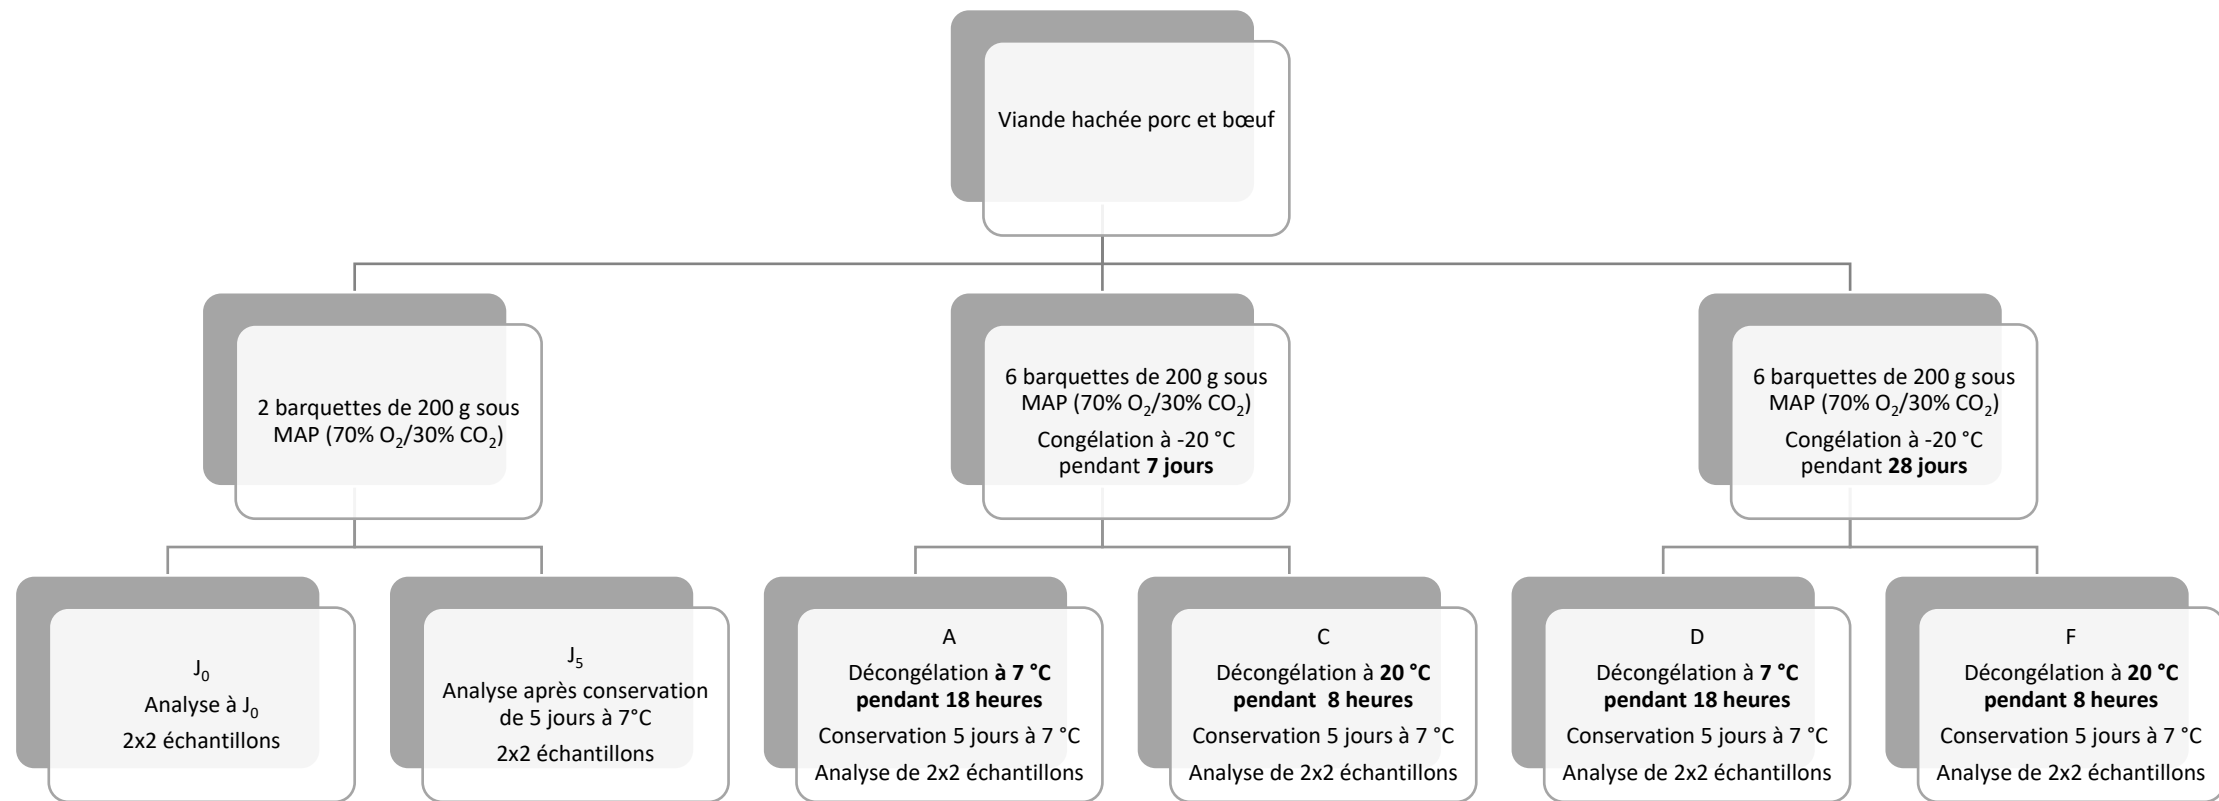 Viande hachée porc et bœuf
2 barquettes de 200 g sous
MAP (70% O₂/30% CO₂)
6 barquettes de 200 g sous
MAP (70% O₂/30% CO₂)
Congélation à -20 °C
pendant 7 jours
6 barquettes de 200 g sous
MAP (70% O₂/30% CO₂)
Congélation à -20 °C
pendant 28 jours
J₀
Analyse à J₀
2x2 échantillons
J₅
Analyse après conservation
de 5 jours à 7°C
2x2 échantillons
A
Décongélation à 7 °C
pendant 18 heures
Conservation 5 jours à 7 °C
Analyse de 2x2 échantillons
C
Décongélation à 20 °C
pendant 8 heures
Conservation 5 jours à 7 °C
Analyse de 2x2 échantillons
D
Décongélation à 7 °C
pendant 18 heures
Conservation 5 jours à 7 °C
Analyse de 2x2 échantillons
F
Décongélation à 20 °C
pendant 8 heures
Conservation 5 jours à 7 °C
Analyse de 2x2 échantillons